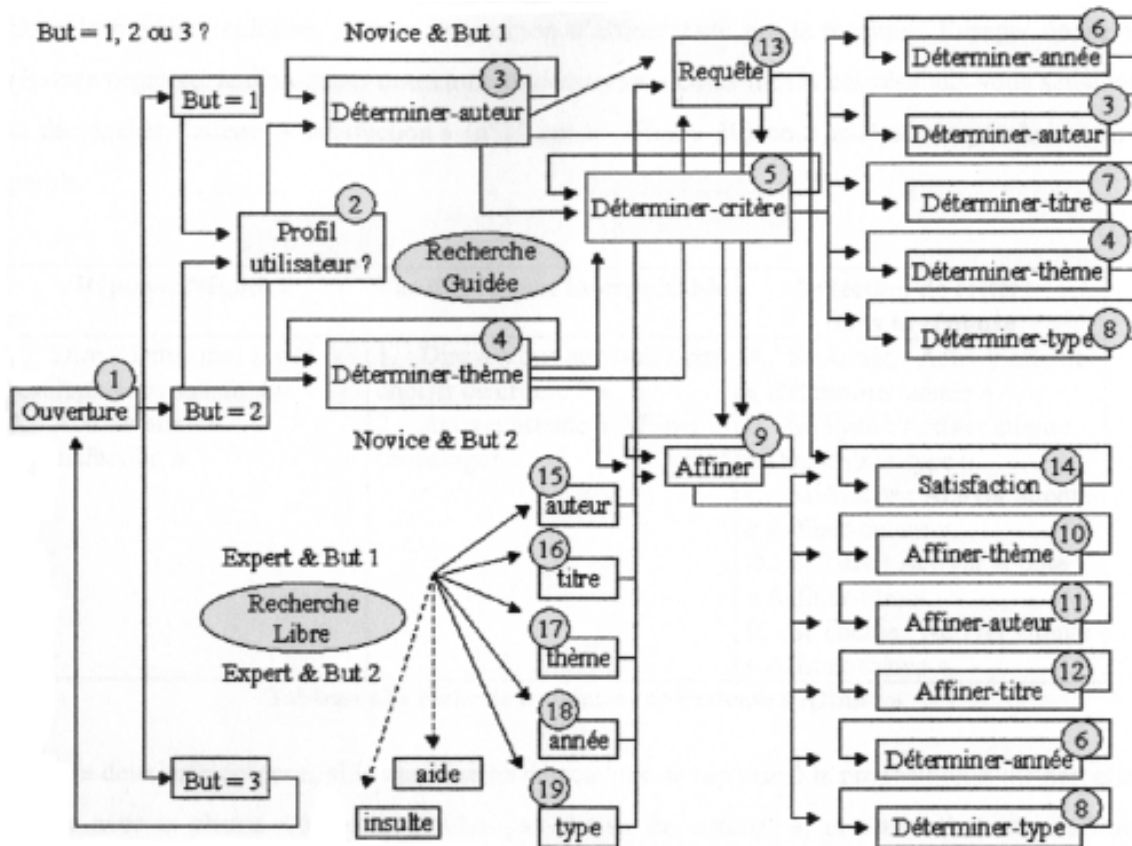 But = 1, 2 ou 3 ?
Novice & But 1
But = 1
3
Déterminer-auteur
13
Requête
6
Déterminer-année
3
Déterminer-auteur
5
Déterminer-critère
7
Déterminer-titre
2
Profil
utilisateur ?
Recherche
Guidée
4
Déterminer-thème
8
Déterminer-type
4
Déterminer-thème
1
Ouverture
But = 2
Novice & But 2
9
Affiner
14
Satisfaction
15
auteur
10
Affiner-thème
16
titre
Expert & But 1
Recherche
Libre
Expert & But 2
11
Affiner-auteur
17
thème
12
Affiner-titre
18
année
6
Déterminer-année
But = 3
aide
insulte
19
type
8
Déterminer-type